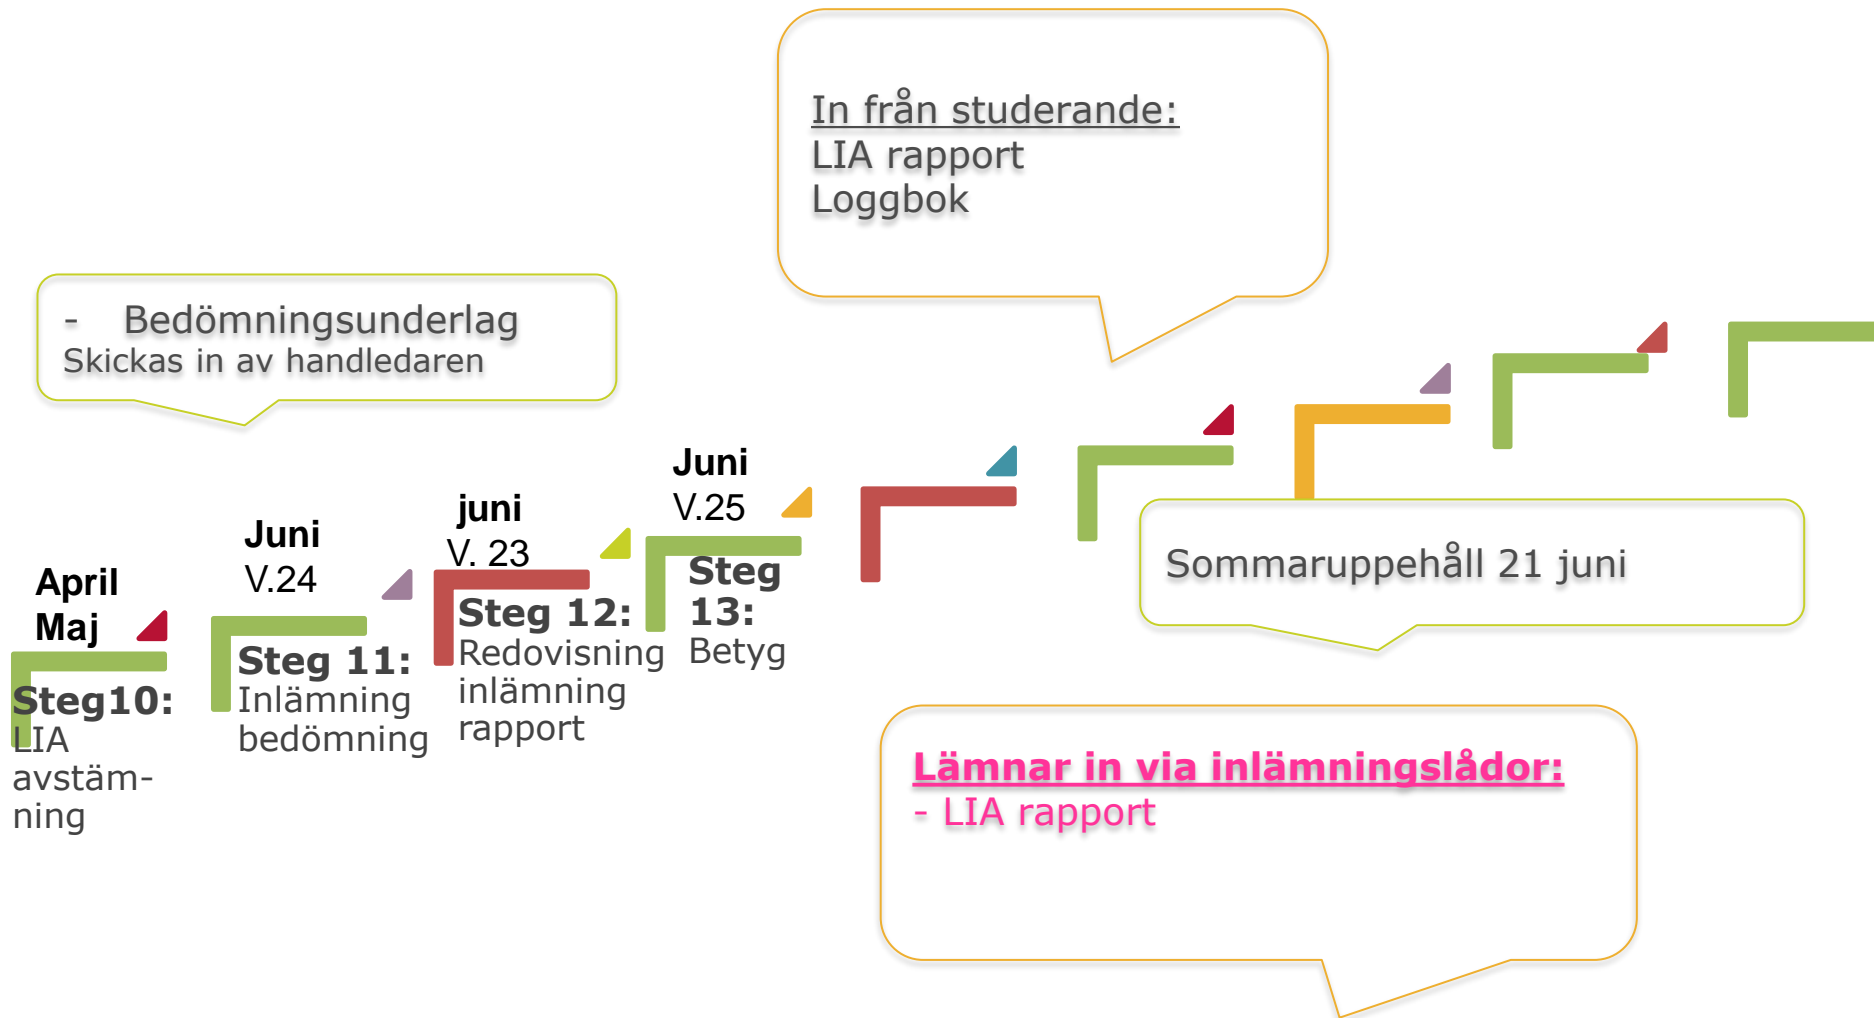 In från studerande:
LIA rapport
Loggbok
- Bedömningsunderlag
Skickas in av handledaren
April
Maj
Steg10:
LIA
avstäm-
ning
Juni
V.24
Steg 11:
Inlämning
bedömning
juni
V. 23
Steg 12:
Redovisning
inlämning
rapport
Juni
V.25
Steg
13:
Betyg
Sommaruppehåll 21 juni
Lämnar in via inlämningslådor:
- LIA rapport